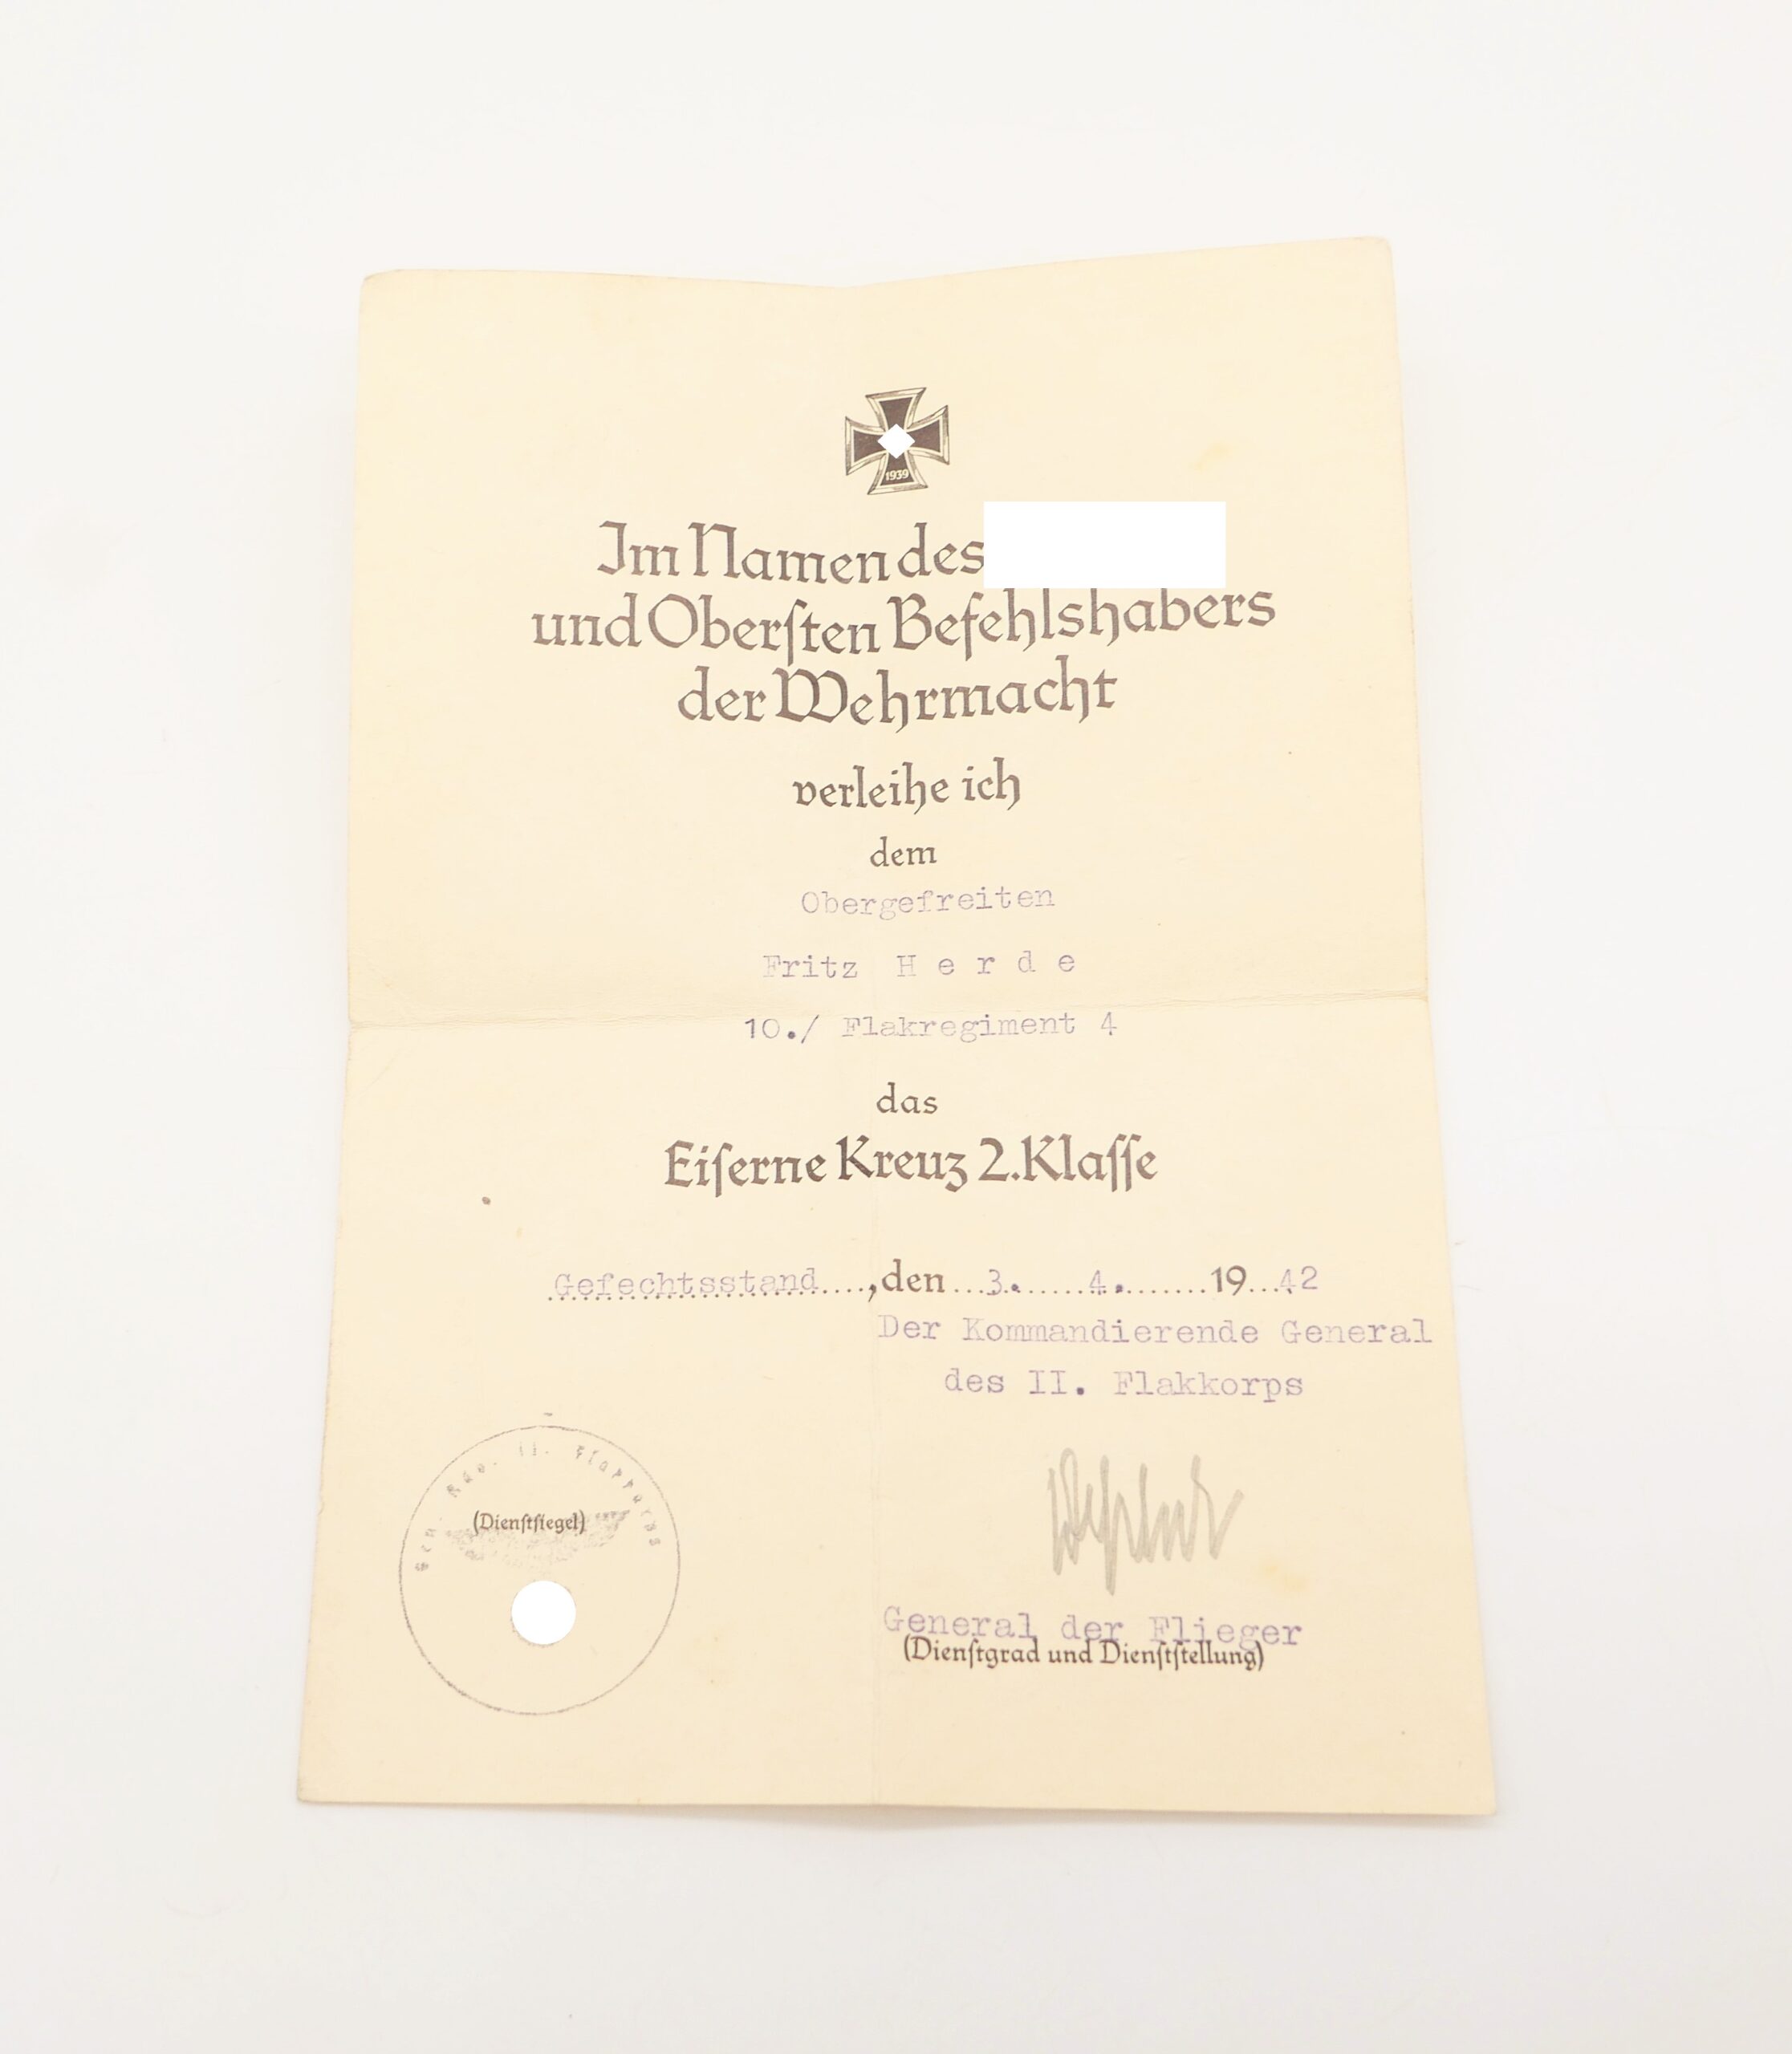 1939
Im Namen des
und Oberſten Befehlshabers
der Wehrmacht
verleihe ich
dem
Obergefreiten
Fritz H e r d e
10./ Flakregiment 4
das
Eiſerne Kreuz 2. Klaſſe
Gefechtsstand....,den...3.....4........19...42
Der Kommandierende General
des II. Flakkorps
(Dienſtſiegel)
General der Flieger
(Dienſtgrad und Dienſtſtellung)